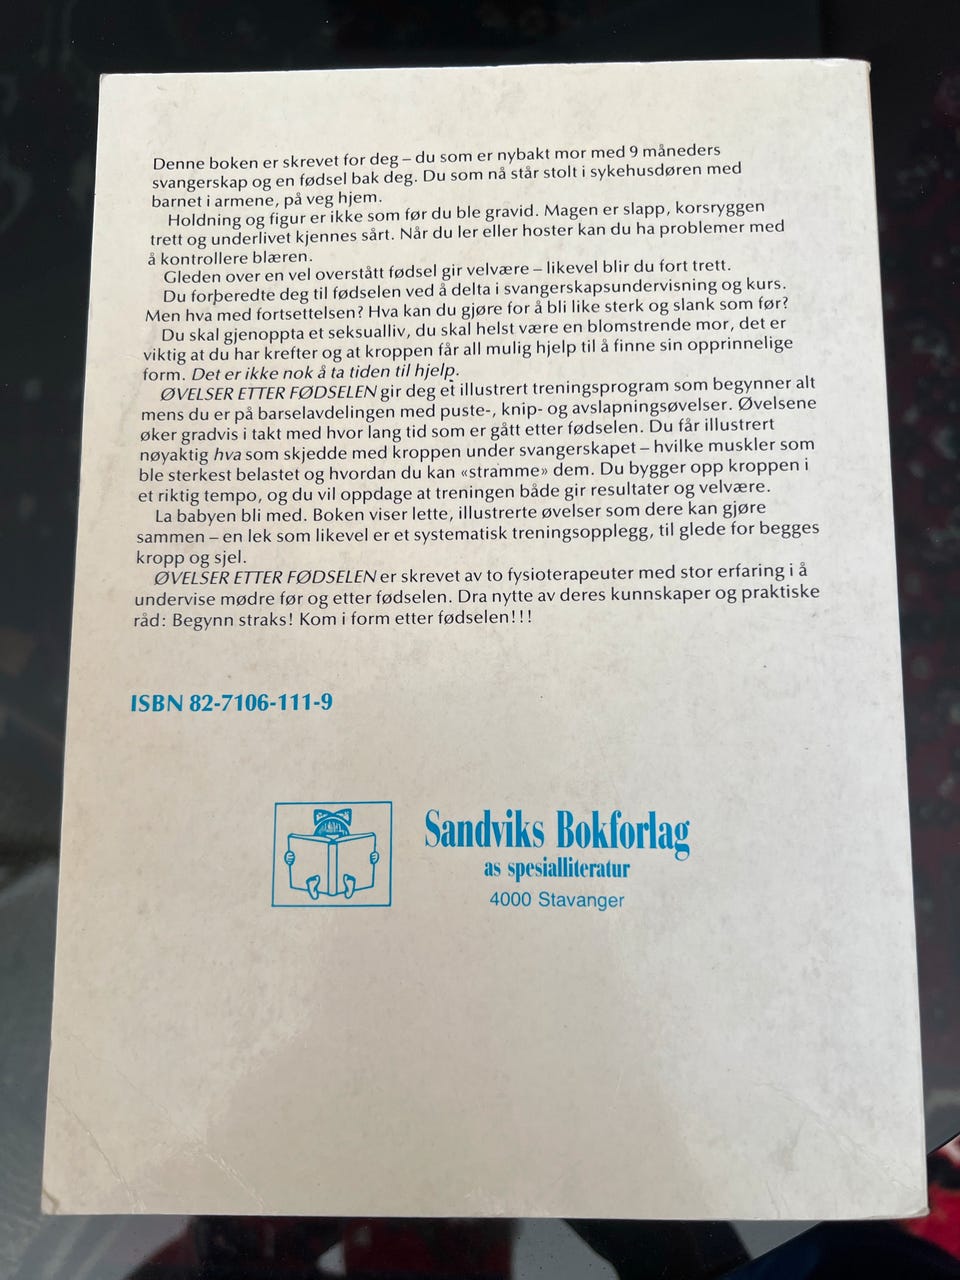 Denne boken er skrevet for deg – du som er nybakt mor med 9 måneders
svangerskap og en fødsel bak deg. Du som nå står stolt i sykehusdøren med
barnet i armene, på veg hjem.
Holdning og figur er ikke som før du ble gravid. Magen er slapp, korsryggen
trett og underlivet kjennes sårt. Når du ler eller hoster kan du ha problemer med
å kontrollere blæren.
Gleden over en vel overstått fødsel gir velvære – likevel blir du fort trett.
Du forberedte deg til fødselen ved å delta i svangerskapsundervisning og kurs.
Men hva med fortsettelsen? Hva kan du gjøre for å bli like sterk og slank som før?
Du skal gjenoppta et seksualliv, du skal helst være en blomstrende mor, det er
viktig at du har krefter og at kroppen får all mulig hjelp til å finne sin opprinnelige
form. Det er ikke nok å ta tiden til hjelp.
ØVELSER ETTER FØDSELEN gir deg et illustrert treningsprogram som begynner alt
mens du er på barselavdelingen med puste-, knip- og avslapningsøvelser. Øvelsene
øker gradvis i takt med hvor lang tid som er gått etter fødselen. Du får illustrert
nøyaktig hva som skjedde med kroppen under svangerskapet – hvilke muskler som
ble sterkest belastet og hvordan du kan «stramme» dem. Du bygger opp kroppen i
et riktig tempo, og du vil oppdage at treningen både gir resultater og velvære.
La babyen bli med. Boken viser lette, illustrerte øvelser som dere kan gjøre
sammen – en lek som likevel er et systematisk treningsopplegg, til glede for begges
kropp og sjel.
ØVELSER ETTER FØDSELEN er skrevet av to fysioterapeuter med stor erfaring i å
undervise mødre før og etter fødselen. Dra nytte av deres kunnskaper og praktiske
råd: Begynn straks! Kom i form etter fødselen!!!
ISBN 82-7106-111-9
Sandviks Bokforlag
as spesialliteratur
4000 Stavanger